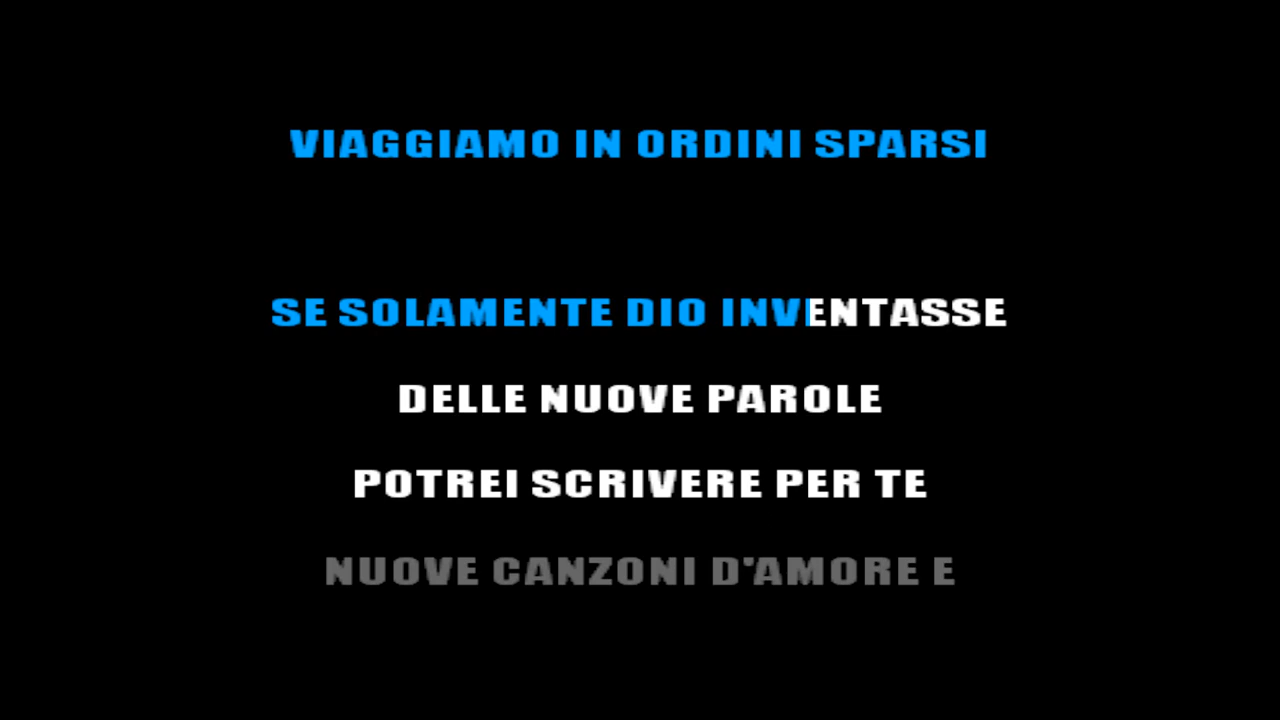 VIAGGIAMO IN ORDINI SPARSI
SE SOLAMENTE DIO INVENTASSE
DELLE NUOVE PAROLE
POTREI SCRIVERE PER TE
NUOVE CANZONI D'AMORE E